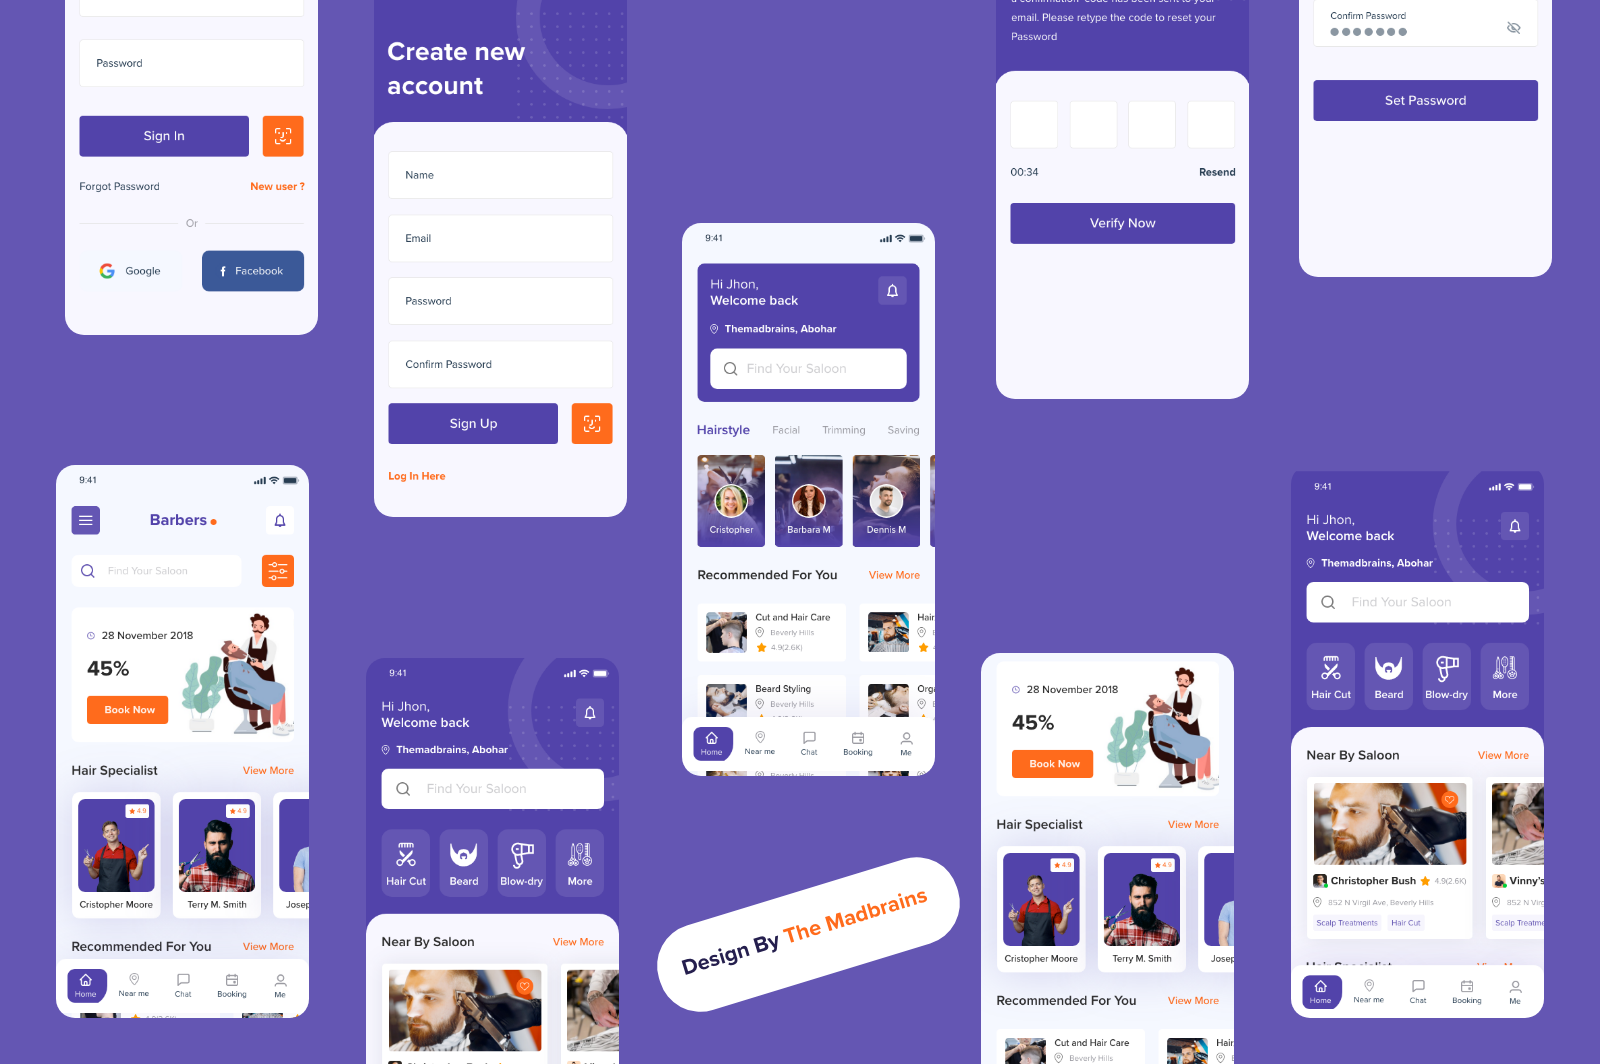 Password
Sign In
Forgot Password
New user ?
Or
Google
Facebook
Create new
account
Name
Email
Password
Confirm Password
Sign Up
Log In Here
email. Please retype the code to reset your
Password
00:34
Resend
Verify Now
Confirm Password
Set Password
9:41
Hi Jhon,
Welcome back
Themadbrains, Abohar
Find Your Saloon
Hairstyle
Facial
Trimming
Saving
Cristopher
Barbara M
Dennis M
Recommended For You
View More
Cut and Hair Care
Beverly Hills
4.9(2.6K)
Hair
Beard Styling
Beverly Hills
Orga
Home
Near me
Chat
Booking
Me
Beverly Hills
9:41
Barbers
Find Your Saloon
28 November 2018
45%
Book Now
Hair Specialist
View More
4.9
Cristopher Moore
4.9
Terry M. Smith
Josep
Recommended For You
View More
Home
Near me
Chat
Booking
Me
9:41
Hi Jhon,
Welcome back
Themadbrains, Abohar
Find Your Saloon
Hair Cut
Beard
Blow-dry
More
Near By Saloon
View More
Design By The Madbrains
28 November 2018
45%
Book Now
Hair Specialist
View More
4.9
Cristopher Moore
4.9
Terry M. Smith
Josep
Recommended For You
View More
Cut and Hair Care
Beverly Hills
Hair
9:41
Hi Jhon,
Welcome back
Themadbrains, Abohar
Find Your Saloon
Hair Cut
Beard
Blow-dry
More
Near By Saloon
View More
Christopher Bush
4.9(2.6K)
852 N Virgil Ave, Beverly Hills
Scalp Treatments
Hair Cut
Vinny's
852 N Virg
Scalp Treatme
Home
Near me
Chat
Booking
Me